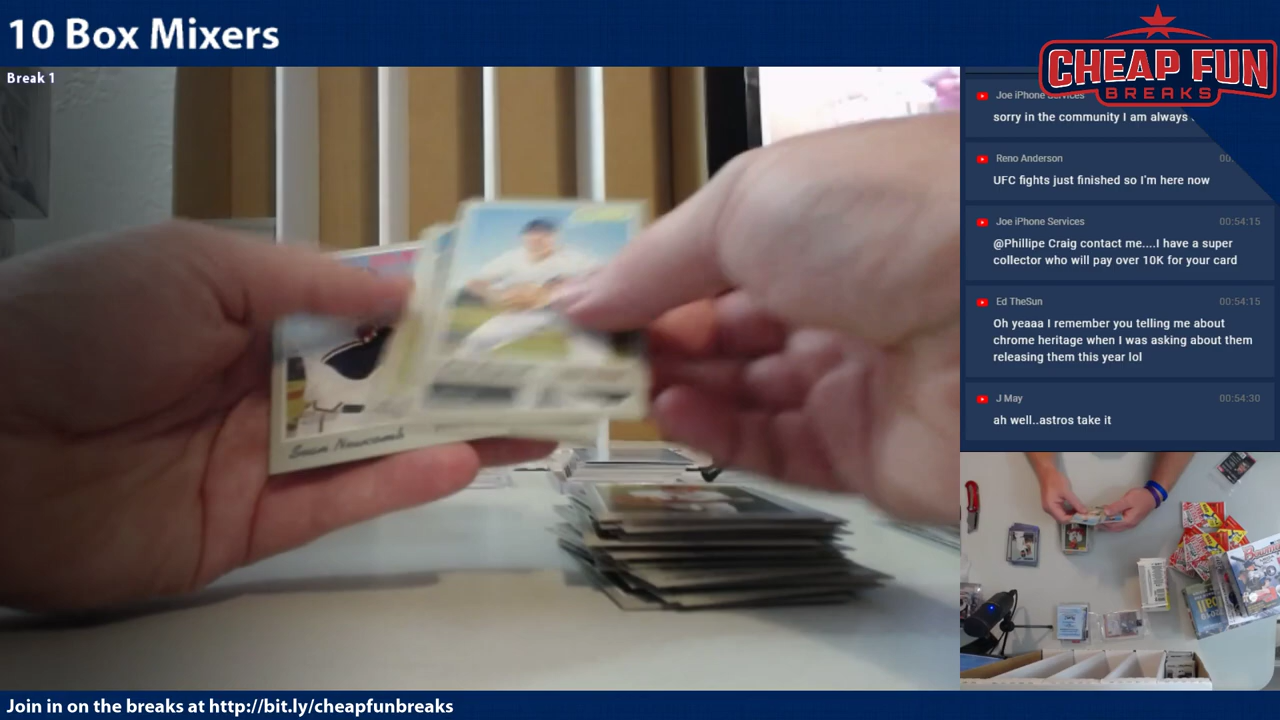 10 Box Mixers
Break 1
CHEAP FUN
BREAKS
Joe iPhone Services
sorry in the community I am always
Reno Anderson
00:
UFC fights just finished so I'm here now
Joe iPhone Services
00:54:15
@Phillipe Craig contact me....I have a super
collector who will pay over 10K for your card
Ed TheSun
00:54:15
Oh yeaaa I remember you telling me about
chrome heritage when I was asking about them
releasing them this year lol
J May
00:54:30
ah well..astros take it
Sean Newcomb
Join in on the breaks at http://bit.ly/cheapfunbreaks